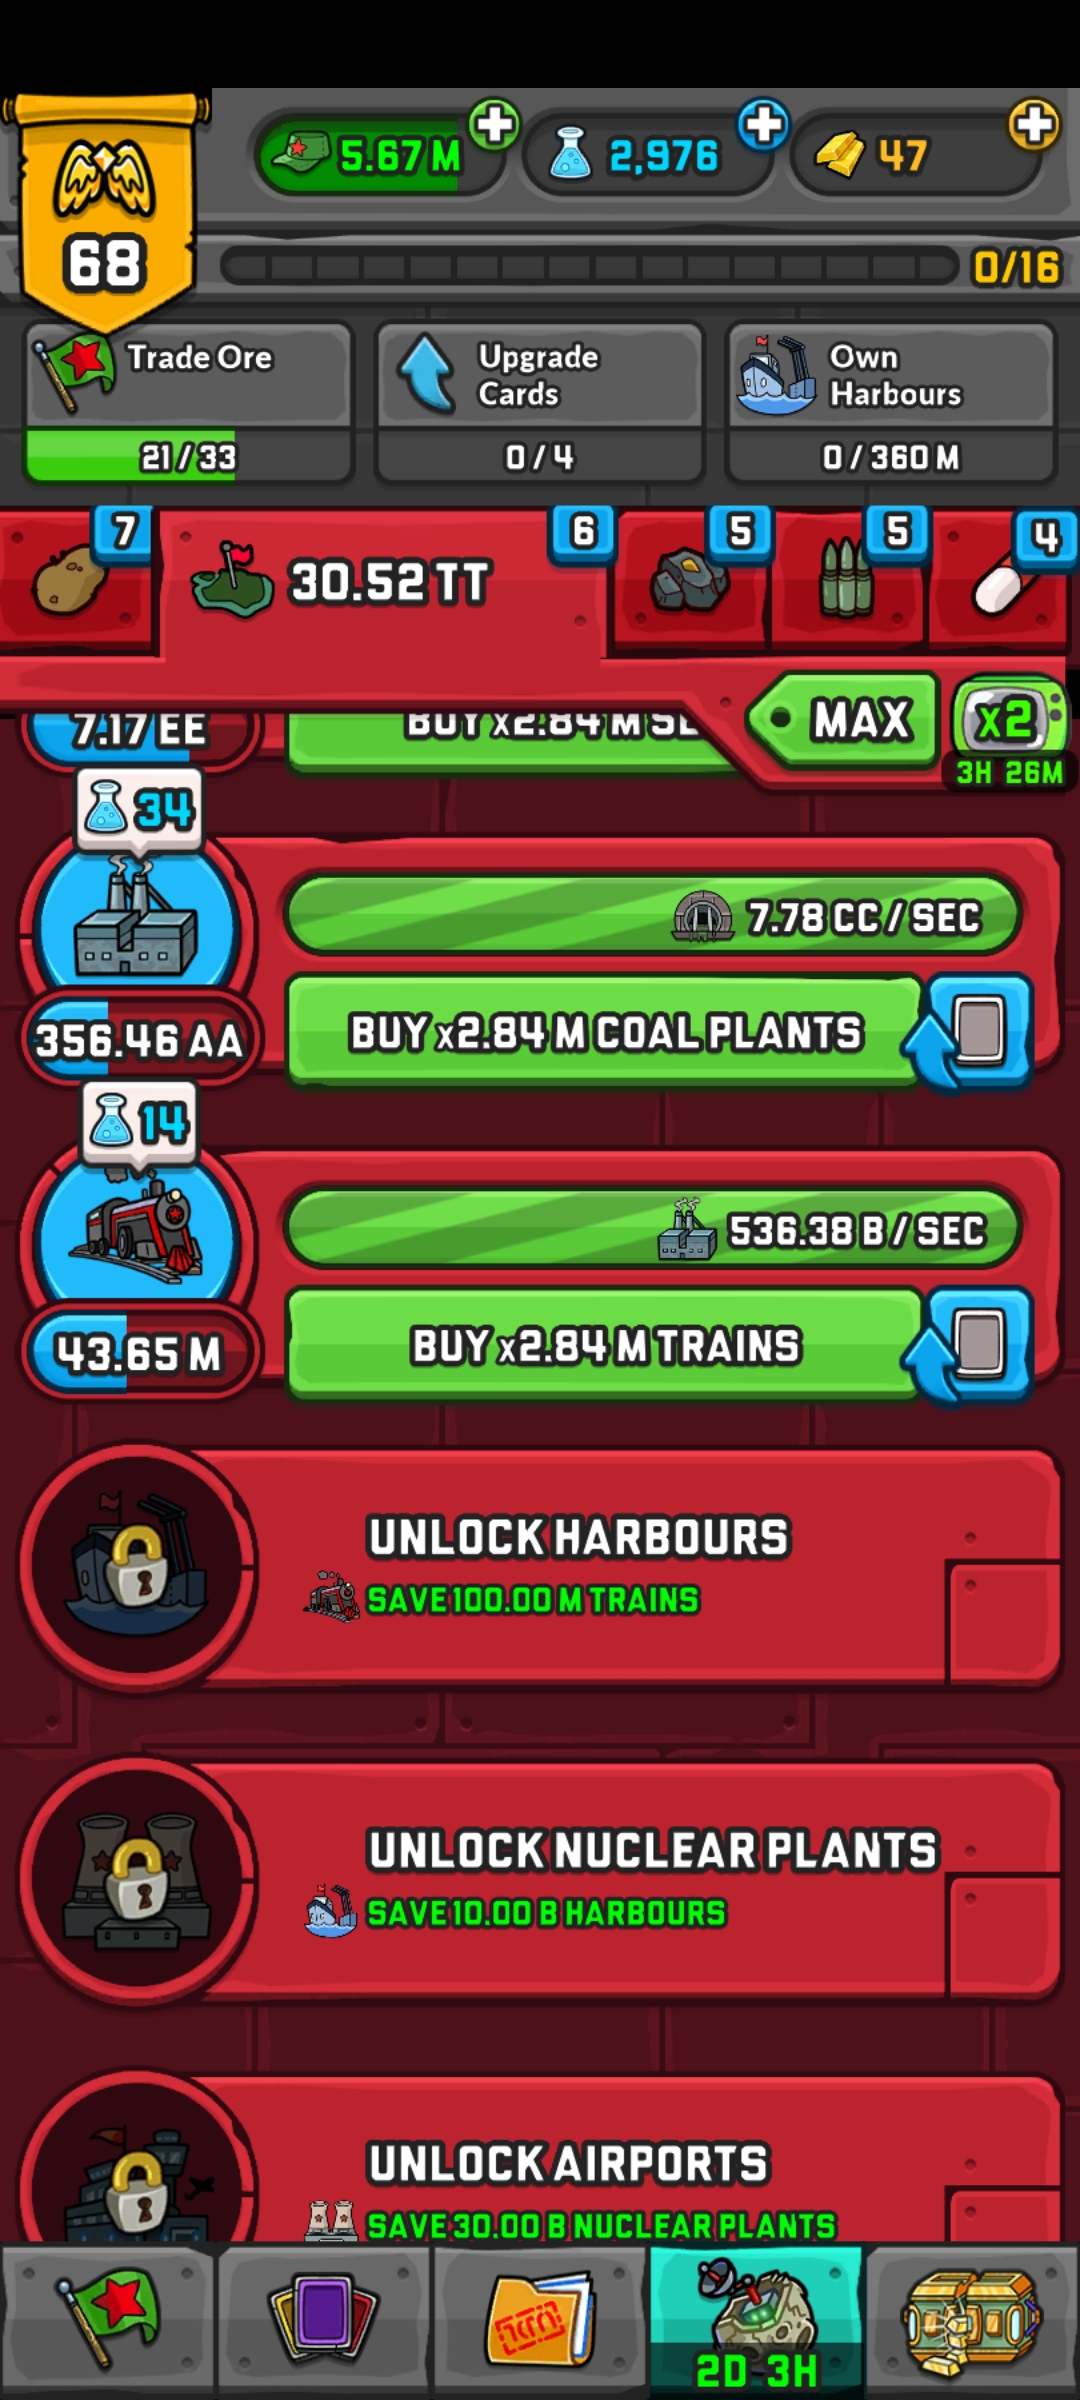 5.67M
2,976
47
68
0/16
Trade Ore
21/33
Upgrade
Cards
0/4
Own
Harbours
0/360 M
7
30.52 TT
6
5
5
4
MAX
x2
3H 26M
7.17 EE
BUY x2.84 M
34
7.78 CC / SEC
356.46 AA
BUY x2.84 M COAL PLANTS
14
536.38 B / SEC
43.65 M
BUY x2.84 M TRAINS
UNLOCK HARBOURS
SAVE 100.00 M TRAINS
UNLOCK NUCLEAR PLANTS
SAVE 10.00 B HARBOURS
UNLOCK AIRPORTS
SAVE 30.00 B NUCLEAR PLANTS
2D 3H